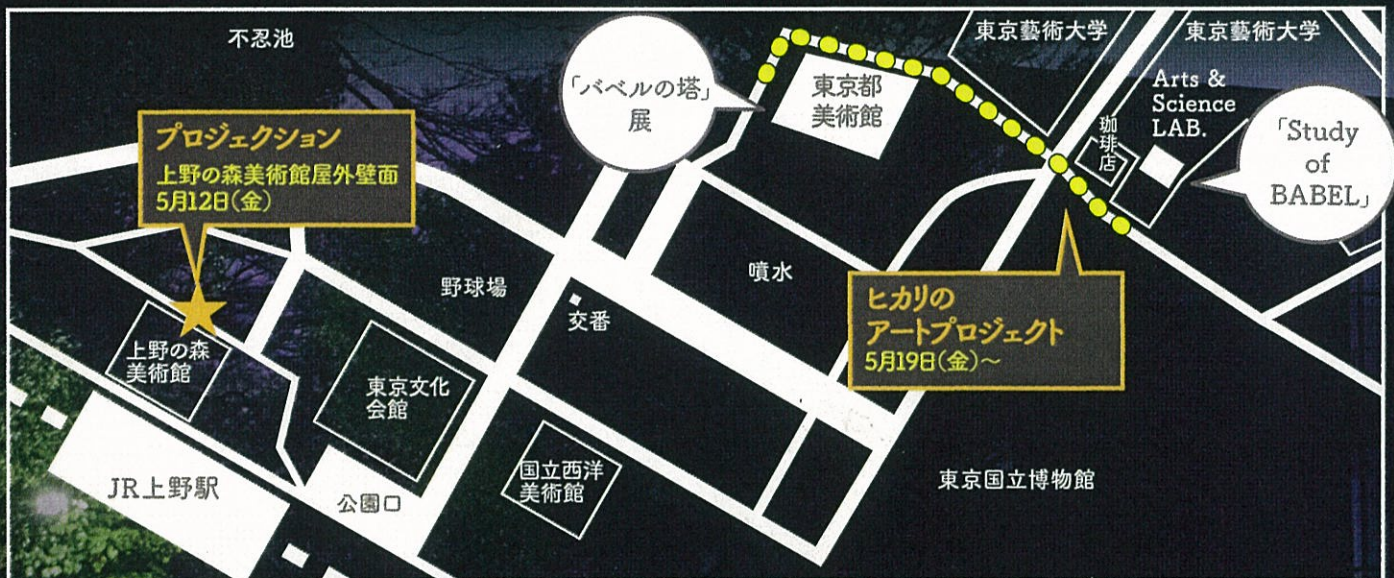 不忍池
「バベルの塔」
展
東京都
美術館
東京藝術大学
東京藝術大学
Arts &
Science
LAB.
珈琲店
「Study
of
BABEL」
プロジェクション
上野の森美術館屋外壁面
5月12日(金)
野球場
噴水
交番
ヒカリの
アートプロジェクト
5月19日(金)～
上野の森
美術館
東京文化
会館
国立西洋
美術館
東京国立博物館
JR上野駅
公園口